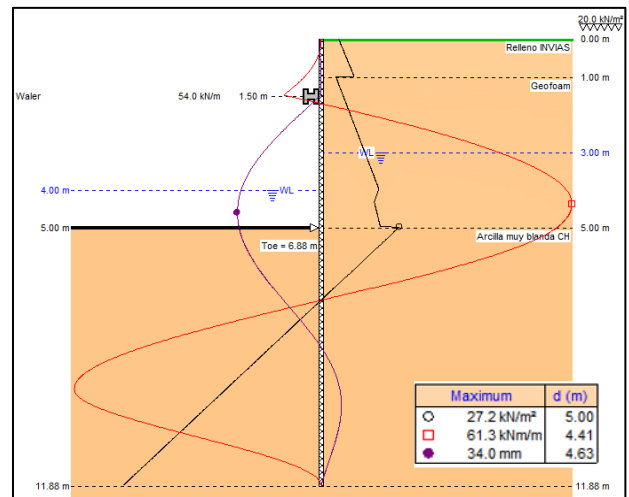 20.0 kN/m²
0.00 m
Relleno INVIAS
1.00 m
Geofoam
Waler
54.0 kN/m
1.50 m
3.00 m
WL
4.00 m
WL
5.00 m
5.00 m
Arcilla muy blanda CH
Toe = 6.88 m
Maximum d (m)
27.2 kN/m² 5.00
61.3 kNm/m 4.41
34.0 mm 4.63
11.88 m
11.88 m